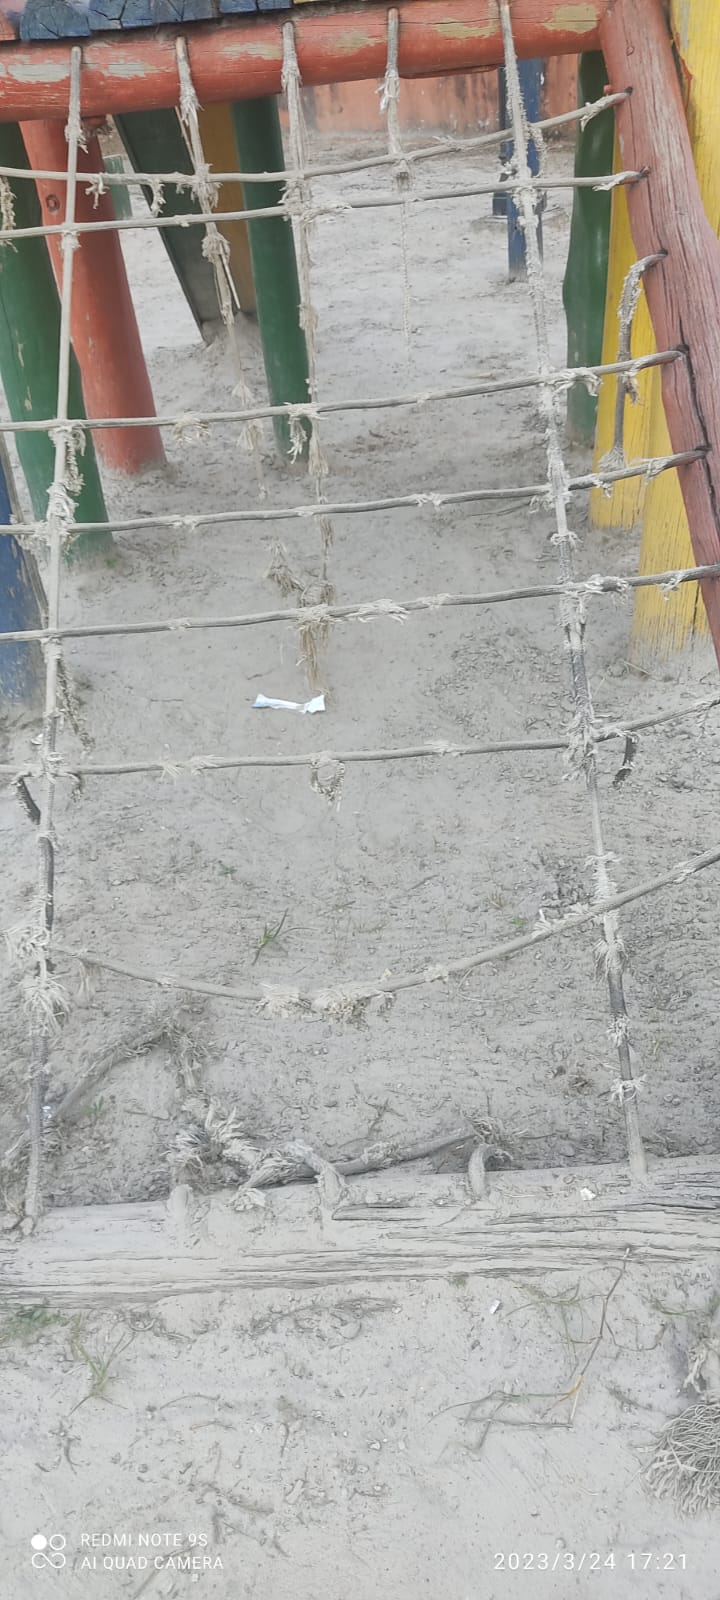 REDMI NOTE 9S
AI QUAD CAMERA
2023/3/24 17:21